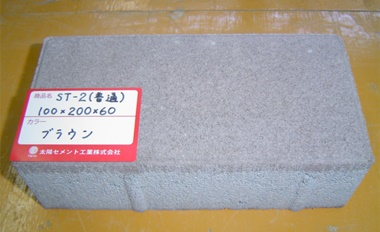 商品名 ST-2(普通)
100×200×60
カラー
ブラウン
太陽セメント工業株式会社